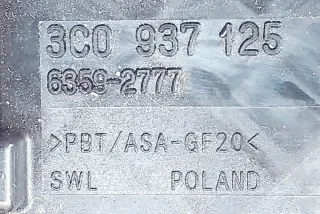 3C0 937 125
6359-2777
>PBT/ASA-GF20<
SWL POLAND